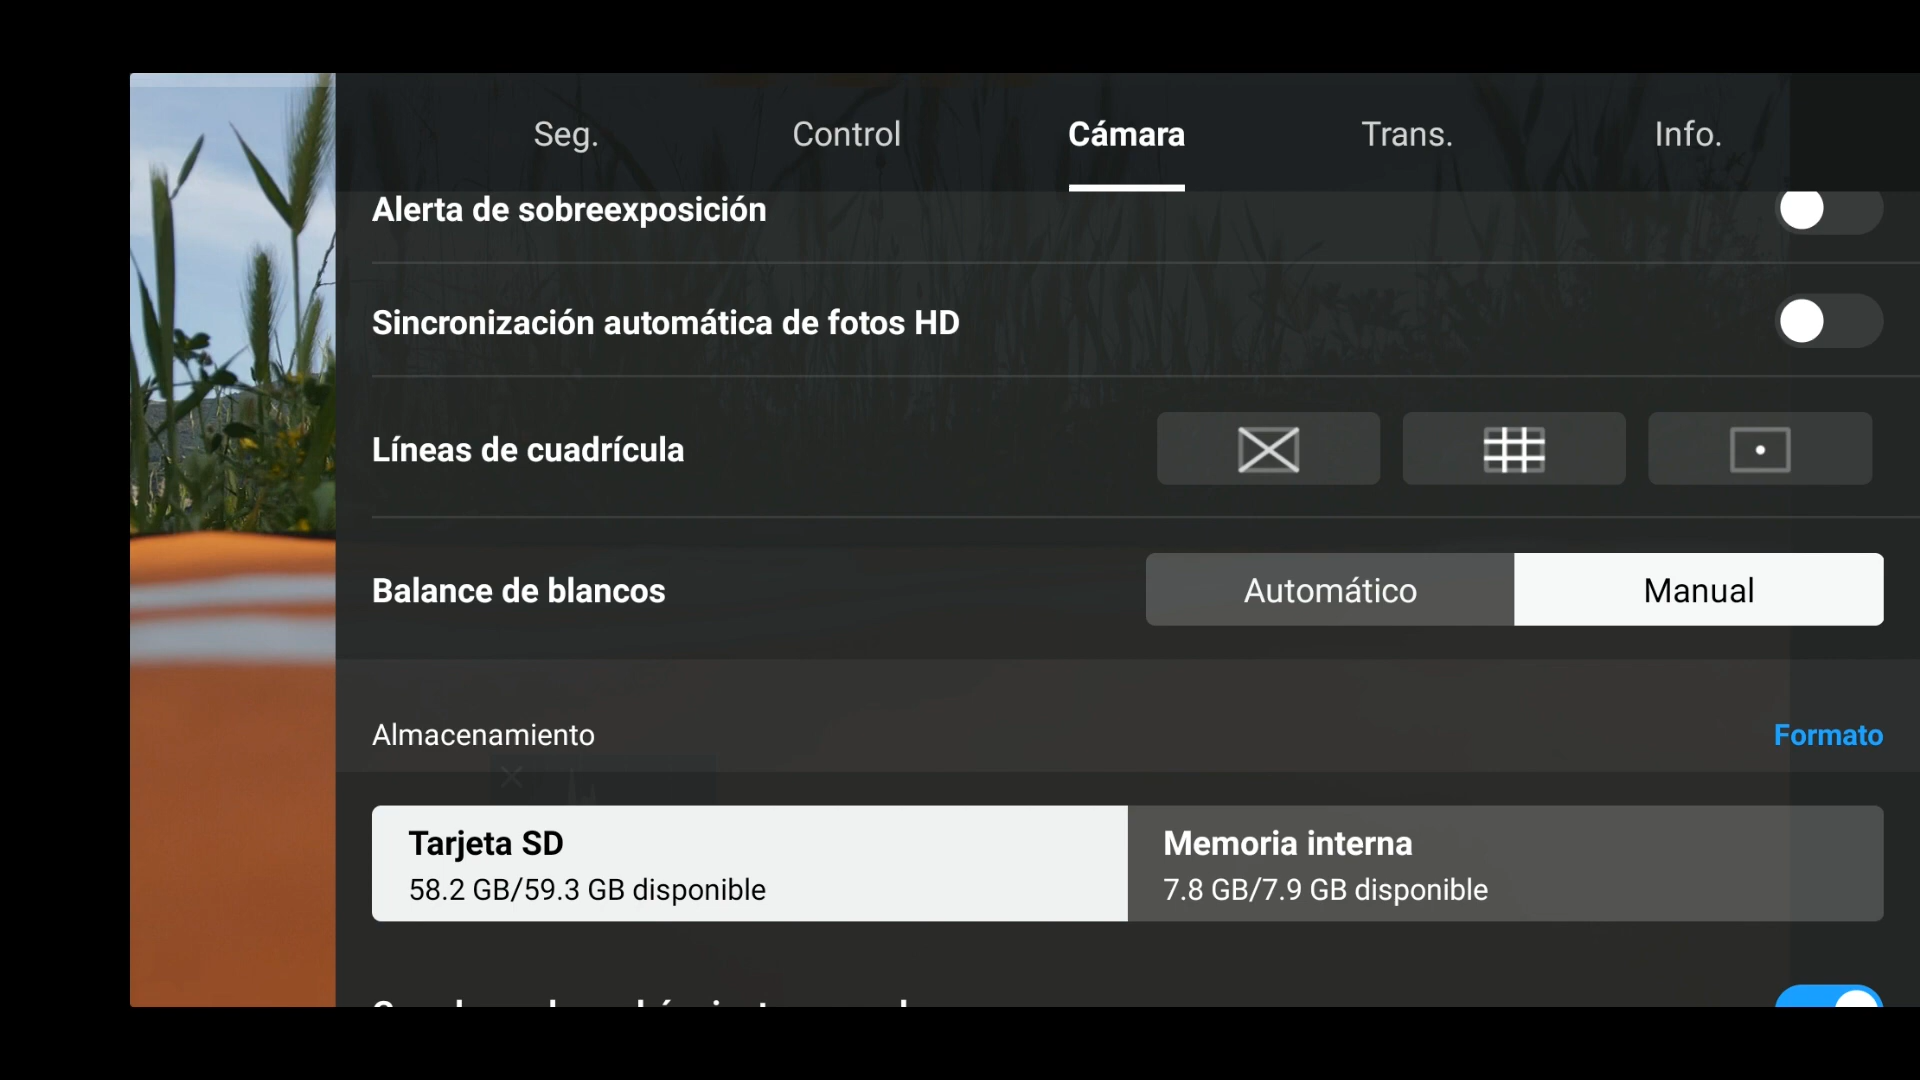 Seg. Control Cámara Trans. Info.
Alerta de sobreexposición
Sincronización automática de fotos HD
Líneas de cuadrícula
Balance de blancos Automático Manual
Almacenamiento Formato
Tarjeta SD Memoria interna
58.2 GB/59.3 GB disponible 7.8 GB/7.9 GB disponible